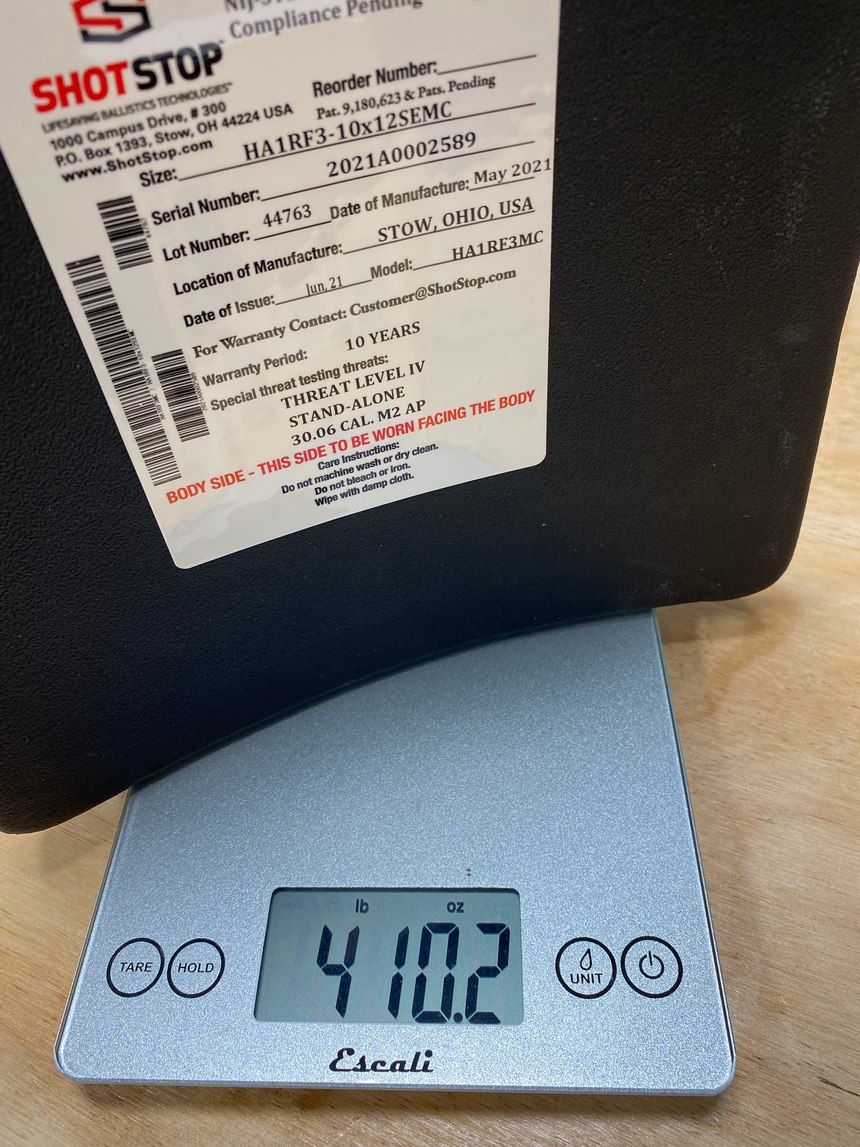 Compliance Pending
SHOTSTOP
LIFESAVING BALLISTICS TECHNOLOGIES
1000 Campus Drive, # 300
P.O. Box 1393, Stow, OH 44224 USA
www.ShotStop.com
Reorder Number:
Pat. 9,180,623 & Pats. Pending
Size: HA1RF3-10x12SEMC
Serial Number: 2021A0002589
Lot Number: 44763 Date of Manufacture: May 2021
Location of Manufacture: STOW, OHIO, USA
Date of Issue: Jun, 21 Model: HA1RF3MC
For Warranty Contact: Customer@ShotStop.com
Warranty Period: 10 YEARS
Special threat testing threats:
THREAT LEVEL IV
STAND-ALONE
30.06 CAL. M2 AP
BODY SIDE - THIS SIDE TO BE WORN FACING THE BODY
Care Instructions:
Do not machine wash or dry clean.
Do not bleach or iron.
Wipe with damp cloth.
lb oz
4 10.2
TARE HOLD UNIT
Escali